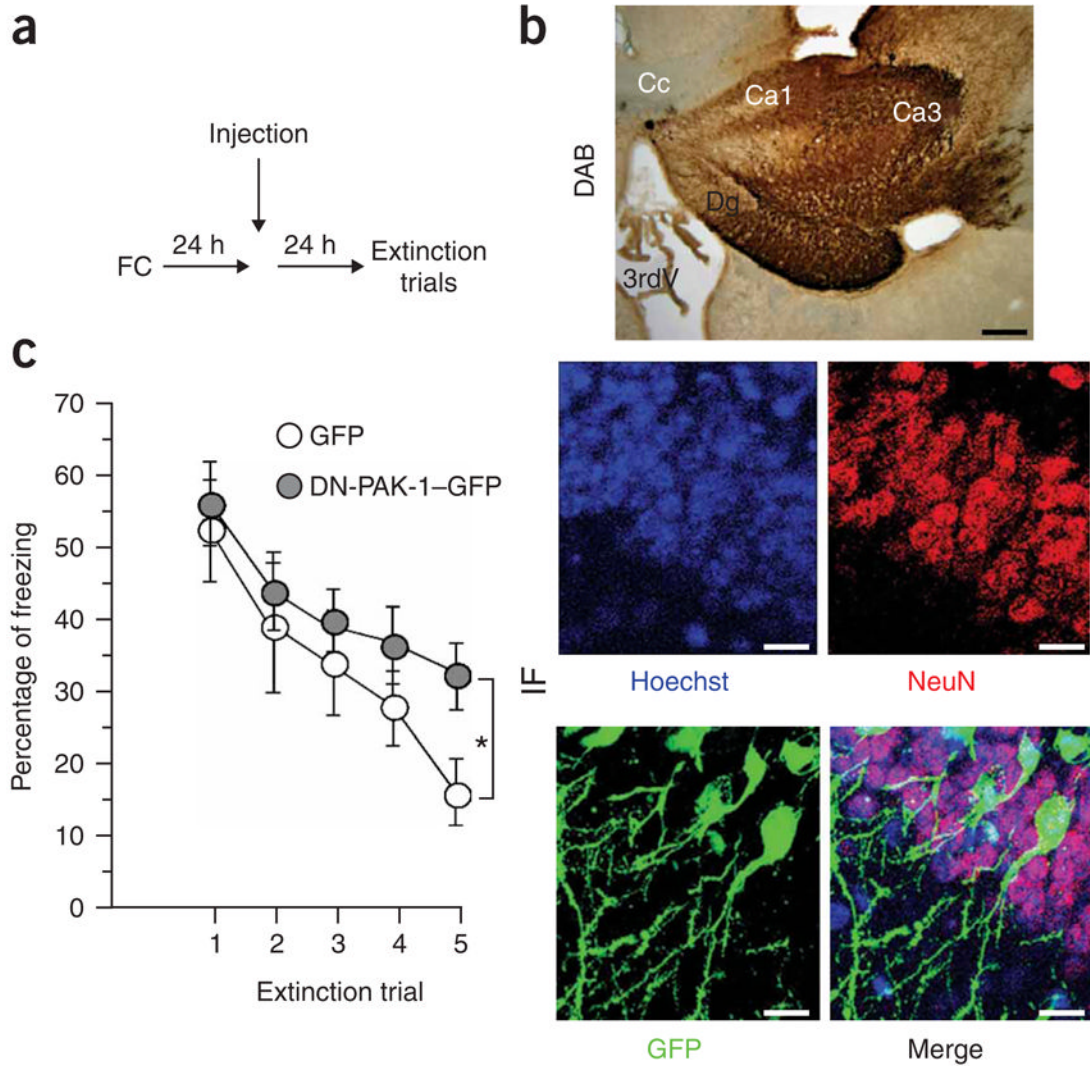 a
Injection
FC
24 h
24 h
Extinction
trials
b
DAB
Cc
Ca1
Ca3
Dg
3rdV
c
70
60
50
40
30
20
10
0
Percentage of freezing
GFP
DN-PAK-1–GFP
*
1 2 3 4 5
Extinction trial
IF
Hoechst
NeuN
GFP
Merge